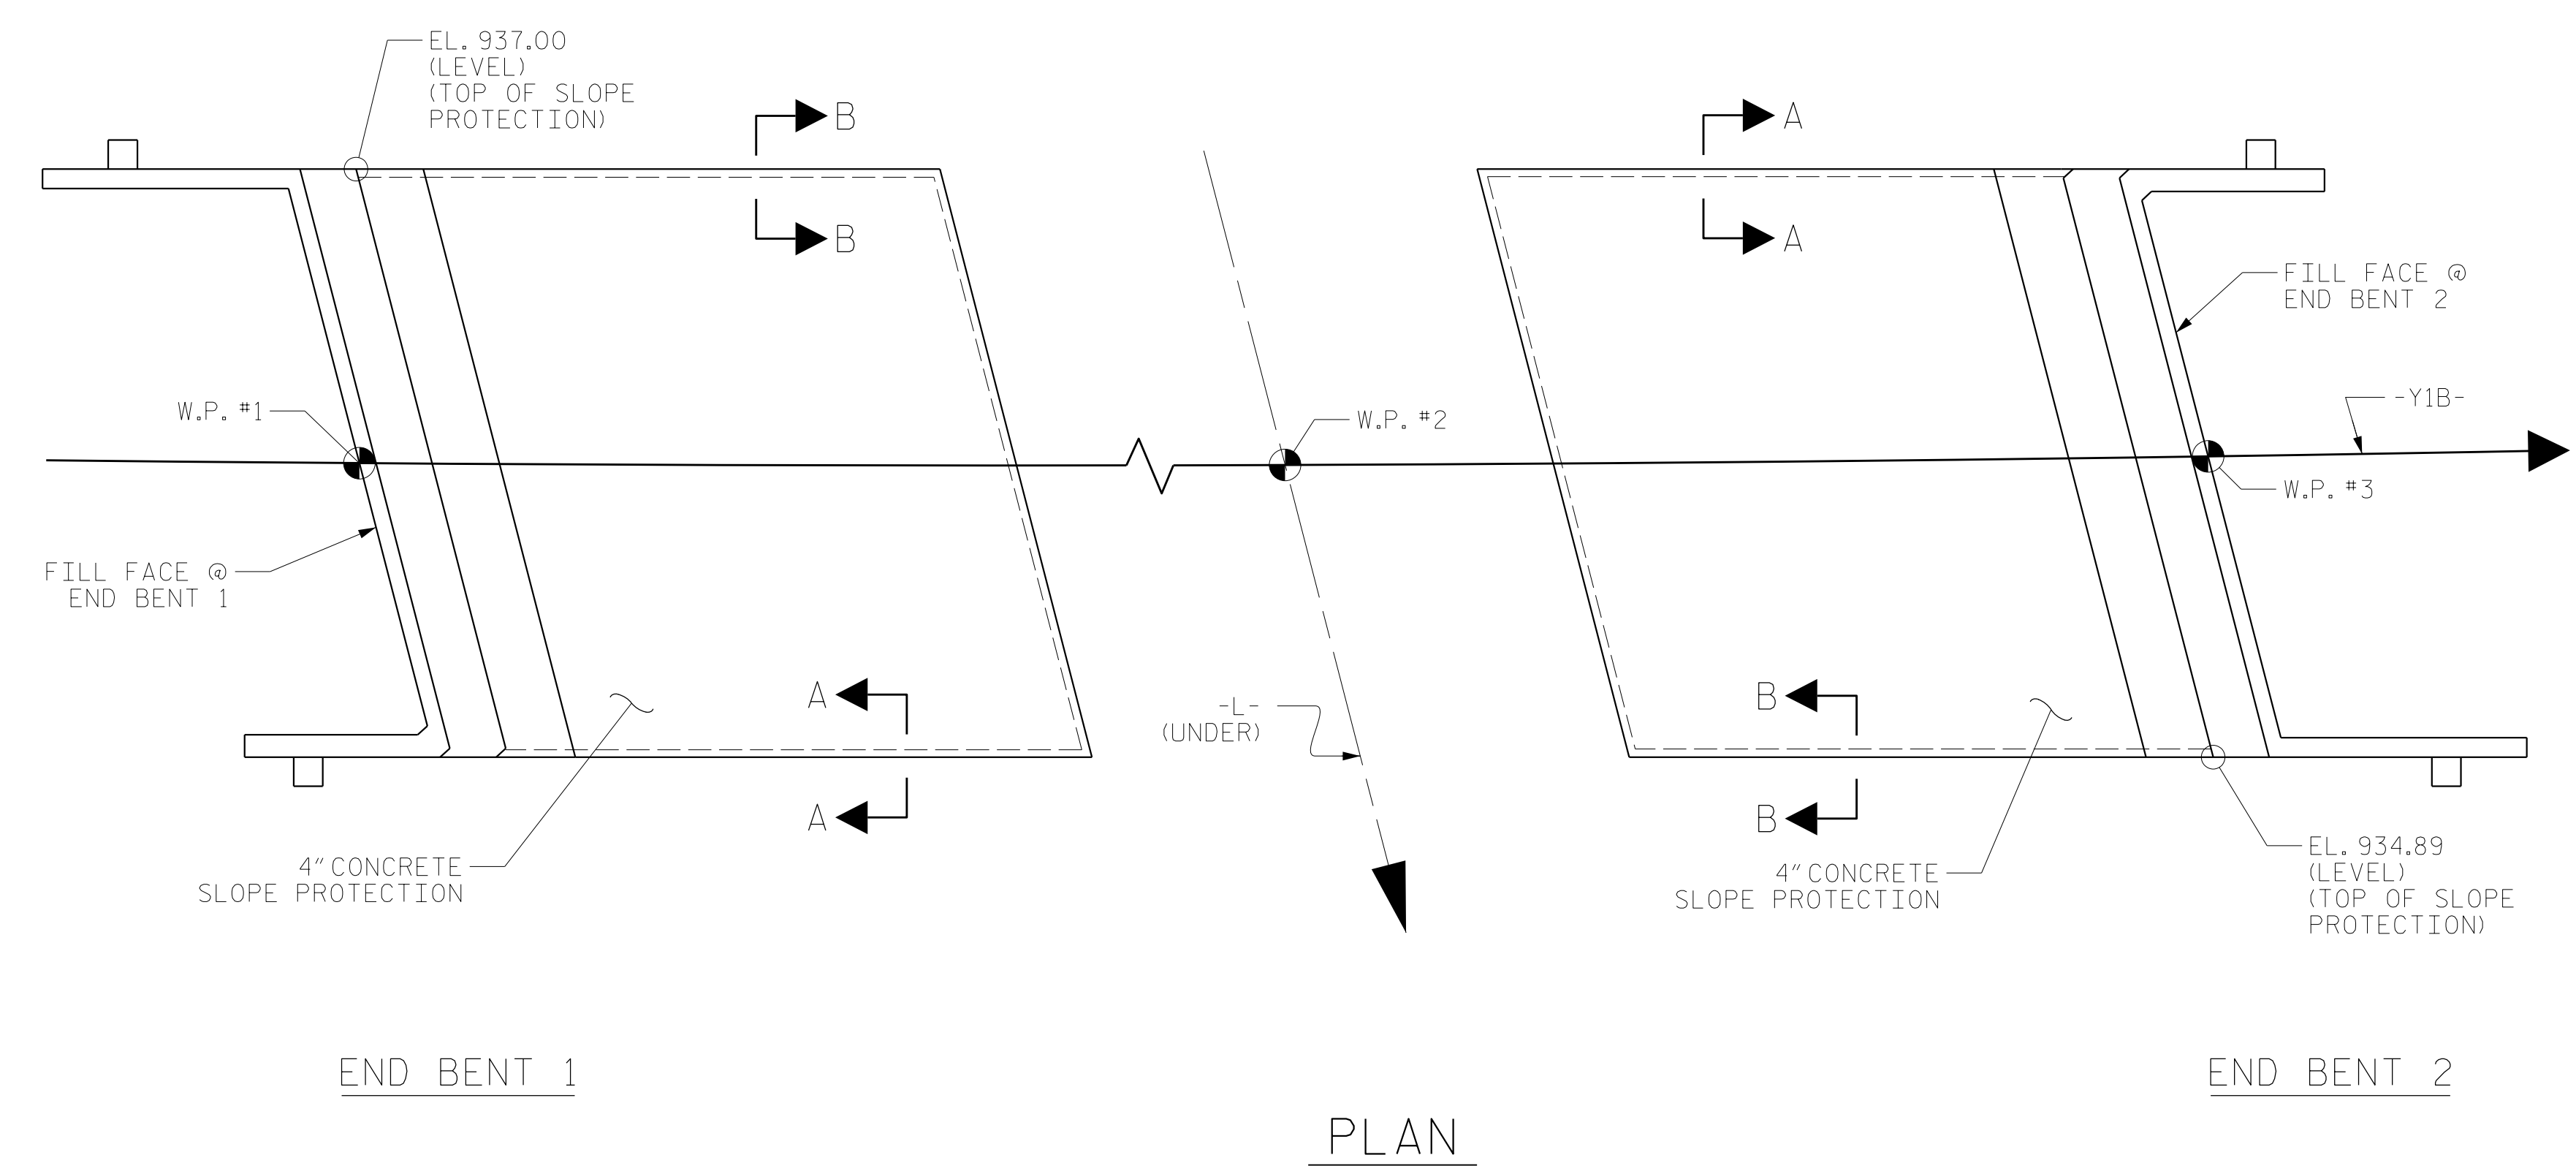 EL. 937.00
(LEVEL)
(TOP OF SLOPE
PROTECTION)
B
B
A
A
FILL FACE @
END BENT 2
W.P. #1
W.P. #2
-Y1B-
W.P. #3
FILL FACE @
END BENT 1
A
A
-L-
(UNDER)
B
B
4" CONCRETE
SLOPE PROTECTION
4" CONCRETE
SLOPE PROTECTION
EL. 934.89
(LEVEL)
(TOP OF SLOPE
PROTECTION)
END BENT 1
END BENT 2
PLAN